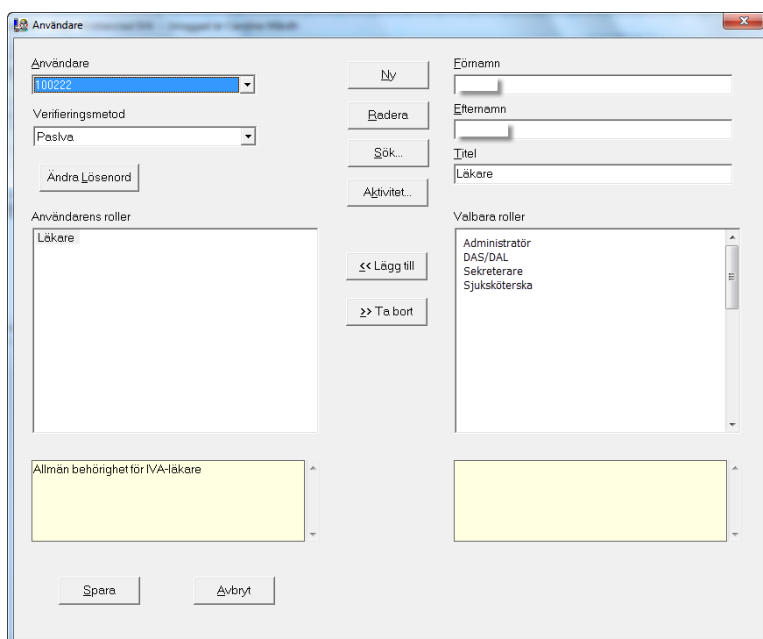 Användare
Användare
100222
Verifieringsmetod
PasIva
Ändra Lösenord
Användarens roller
Läkare
Allmän behörighet för IVA-läkare
Spara
Avbryt
Ny
Radera
Sök...
Aktivitet...
<< Lägg till
>> Ta bort
Förnamn
Efternamn
Titel
Läkare
Valbara roller
Administratör
DAS/DAL
Sekreterare
Sjuksköterska